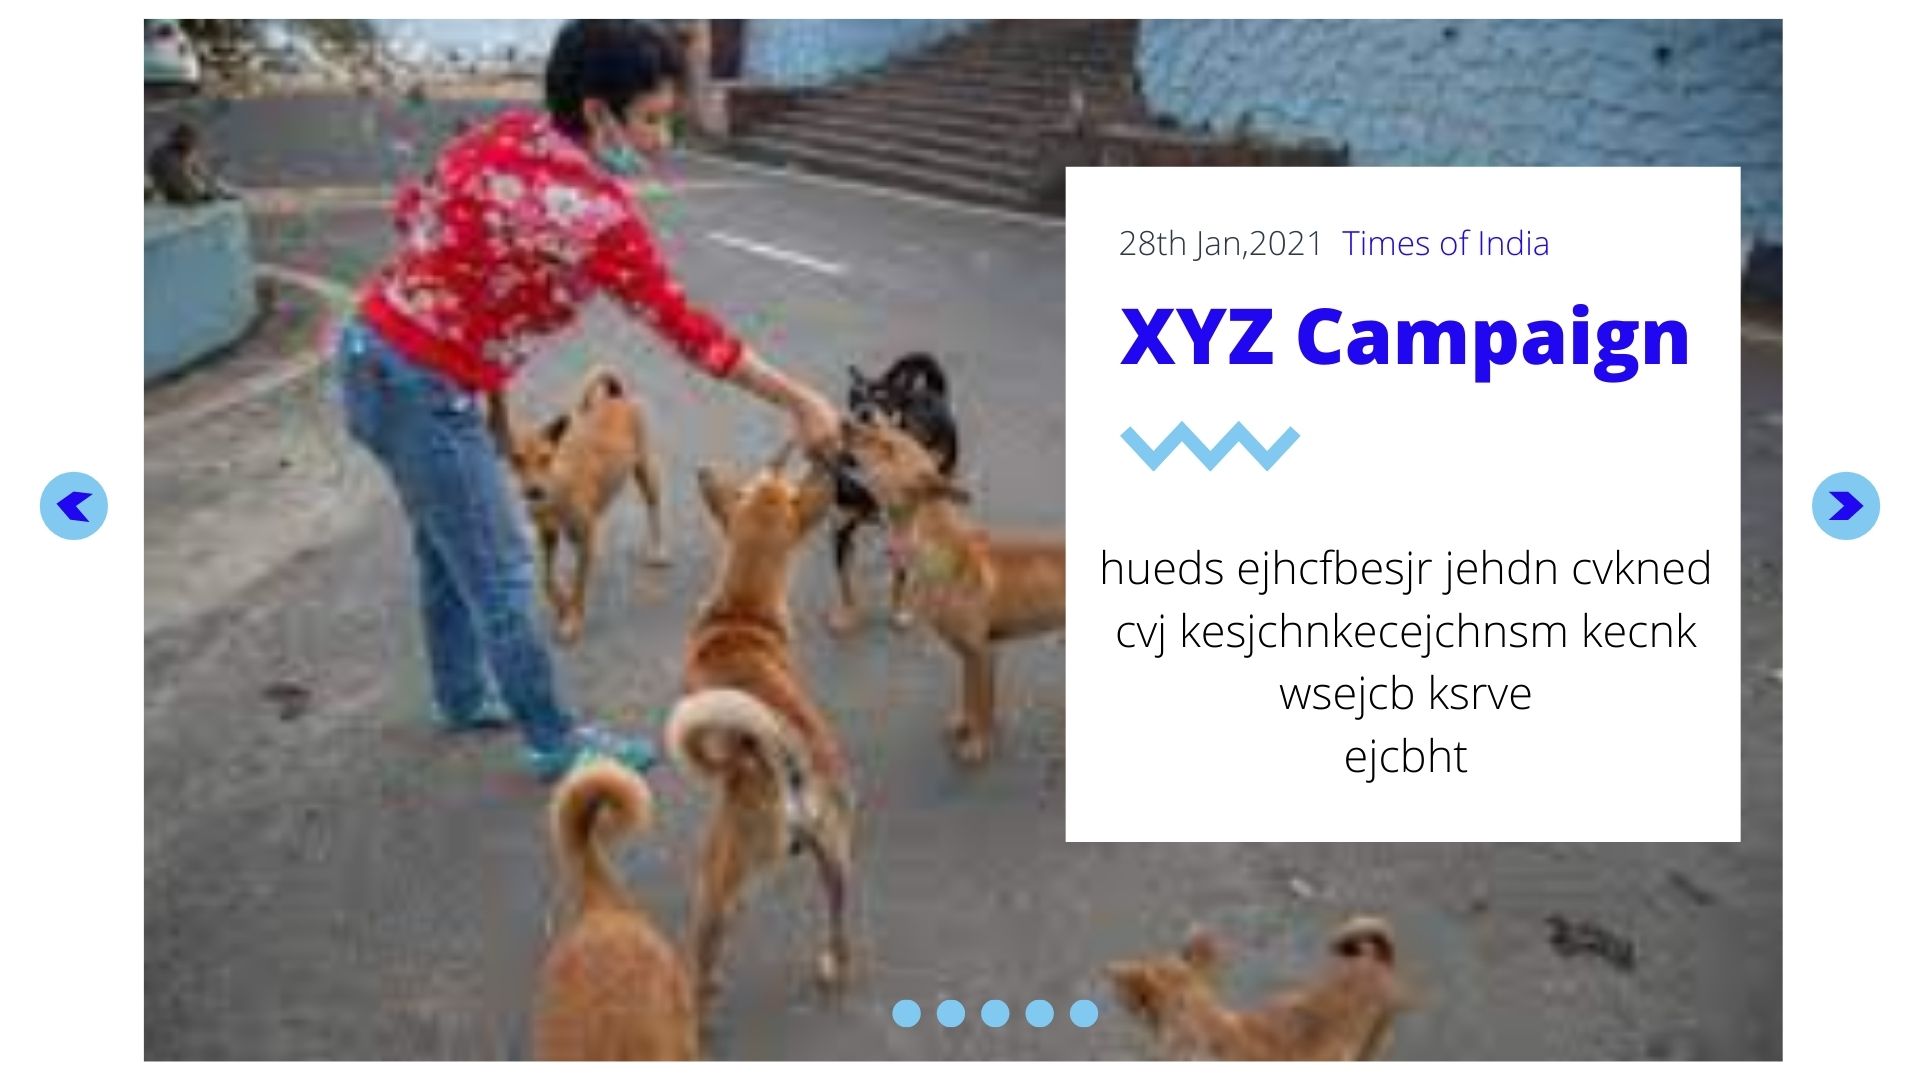 28th Jan,2021 Times of India
XYZ Campaign
hueds ejhcfbesjr jehdn cvkned
cvj kesjchnkecejchnsm kecnk
wsejcb ksrve
ejcbht